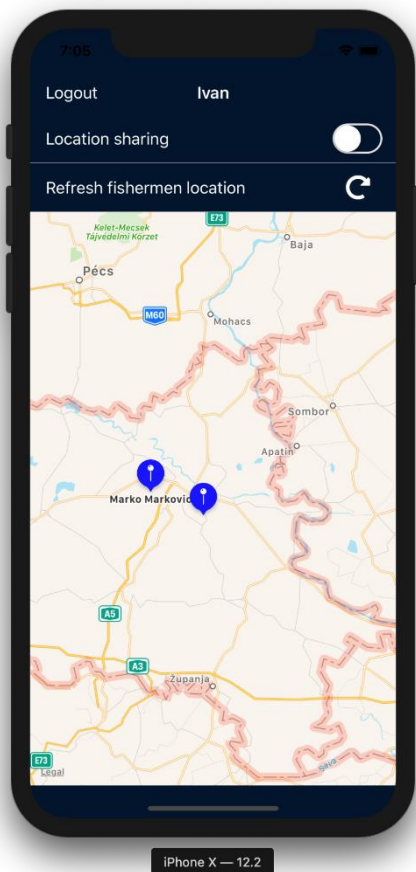 7:05
Logout
Ivan
Location sharing
Refresh fishermen location
E73
Kelet-Mecsek
Tájvédelmi Körzet
Baja
Pécs
M60
Mohacs
Sombor
Apatin
Marko Markovic
A5
A3
Županja
E73
Legal
Sava
iPhone X — 12.2